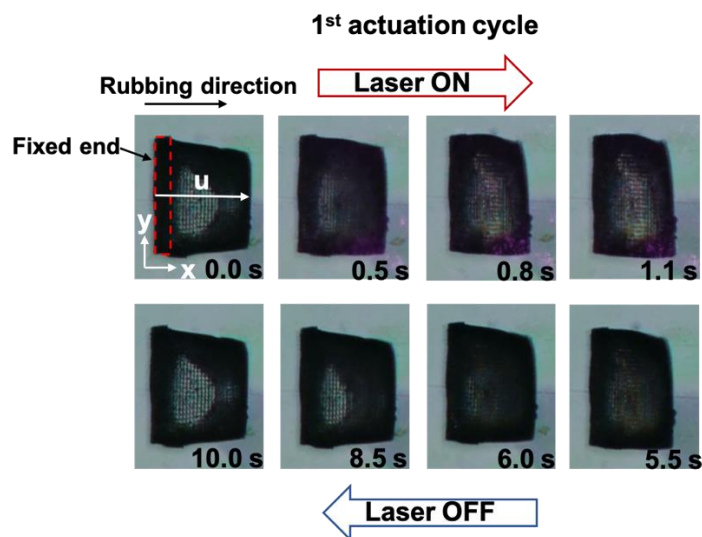 1st actuation cycle
Laser ON
Rubbing direction
Fixed end
u
y
x
0.0 s
0.5 s
0.8 s
1.1 s
10.0 s
8.5 s
6.0 s
5.5 s
Laser OFF